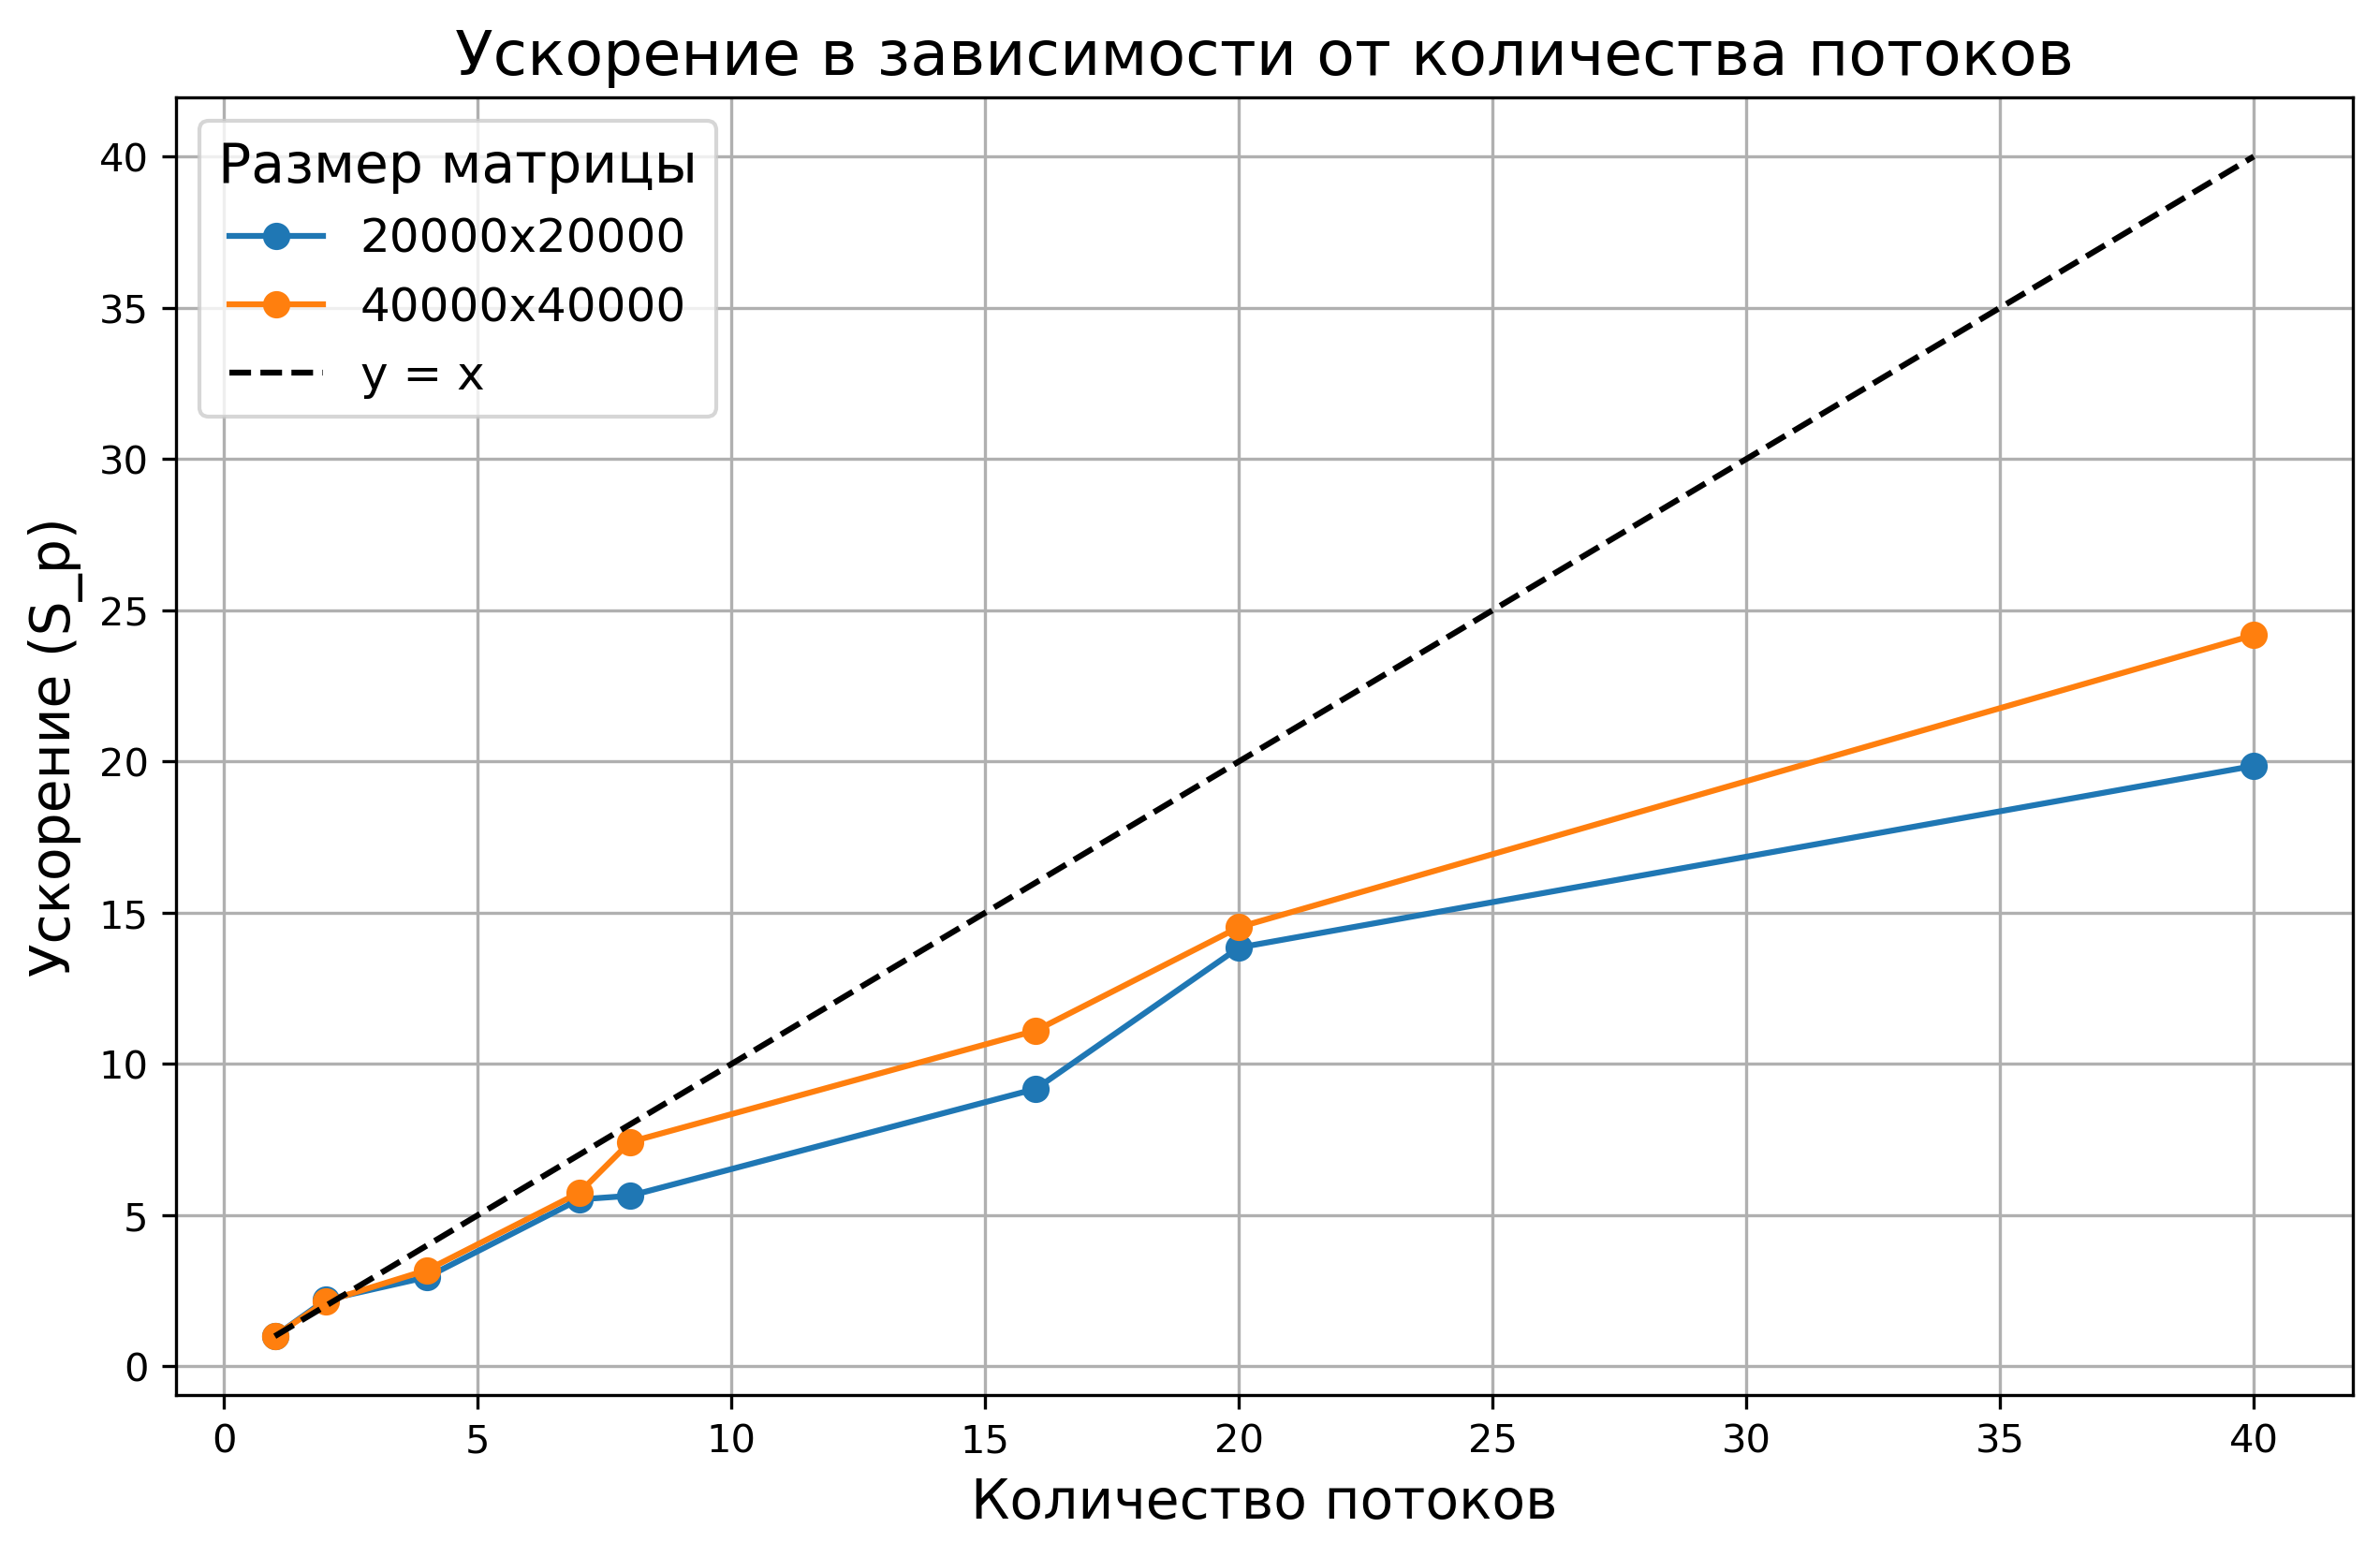 Ускорение в зависимости от количества потоков
Размер матрицы
20000x20000
40000x40000
y = x
Ускорение (S_p)
40
35
30
25
20
15
10
5
0
0 5 10 15 20 25 30 35 40
Количество потоков